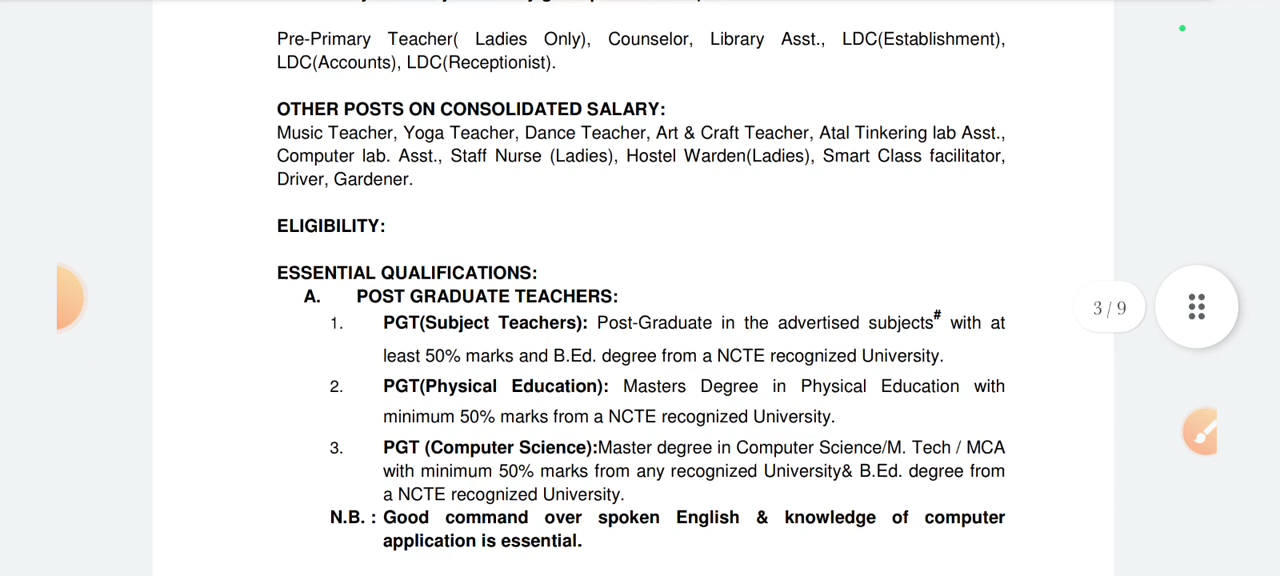 Pre-Primary Teacher( Ladies Only), Counselor, Library Asst., LDC(Establishment),
LDC(Accounts), LDC(Receptionist).
OTHER POSTS ON CONSOLIDATED SALARY:
Music Teacher, Yoga Teacher, Dance Teacher, Art & Craft Teacher, Atal Tinkering lab Asst.,
Computer lab. Asst., Staff Nurse (Ladies), Hostel Warden(Ladies), Smart Class facilitator,
Driver, Gardener.
ELIGIBILITY:
ESSENTIAL QUALIFICATIONS:
A. POST GRADUATE TEACHERS:
1. PGT(Subject Teachers): Post-Graduate in the advertised subjects# with at
least 50% marks and B.Ed. degree from a NCTE recognized University.
2. PGT(Physical Education): Masters Degree in Physical Education with
minimum 50% marks from a NCTE recognized University.
3. PGT (Computer Science):Master degree in Computer Science/M. Tech / MCA
with minimum 50% marks from any recognized University& B.Ed. degree from
a NCTE recognized University.
N.B. : Good command over spoken English & knowledge of computer
application is essential.
3/9